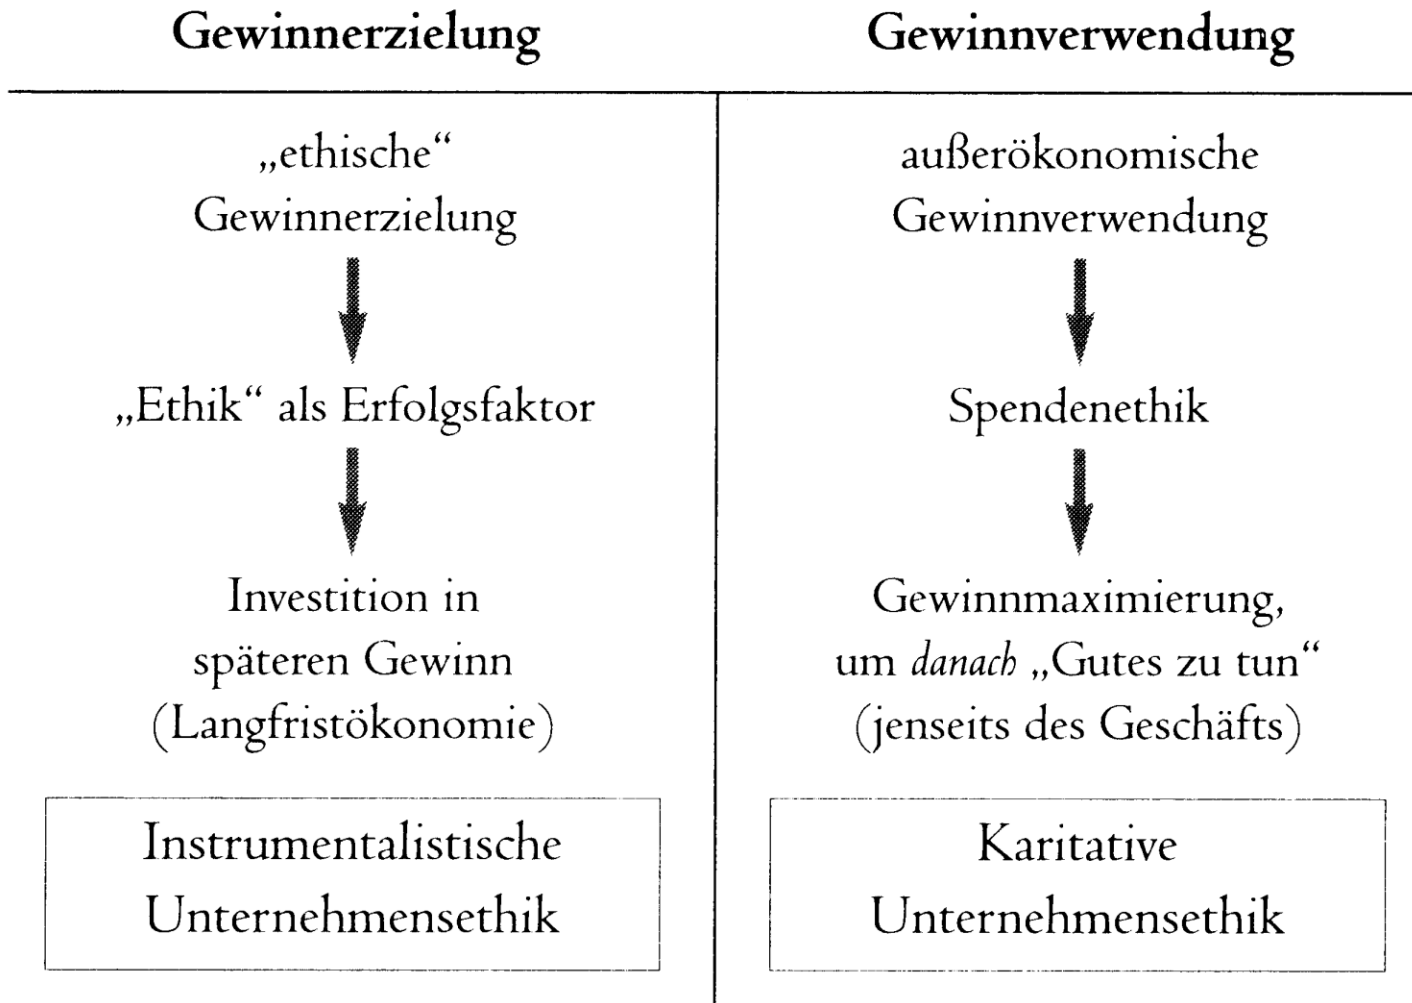 Gewinnerzielung
Gewinnverwendung
„ethische“
Gewinnerzielung
„Ethik“ als Erfolgsfaktor
Investition in
späteren Gewinn
(Langfristökonomie)
Instrumentalistische
Unternehmensethik
außerökonomische
Gewinnverwendung
Spendenethik
Gewinnmaximierung,
um danach „Gutes zu tun“
(jenseits des Geschäfts)
Karitative
Unternehmensethik